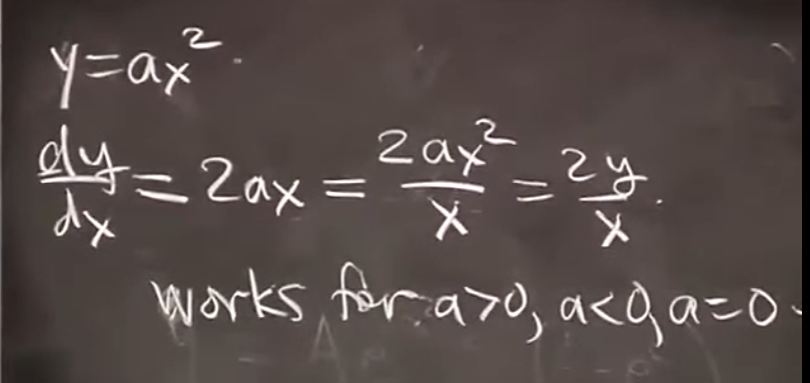 y=ax².
dy/dx = 2ax = 2ax²/x = 2y/x.
works for a>0, a<0, a=0.